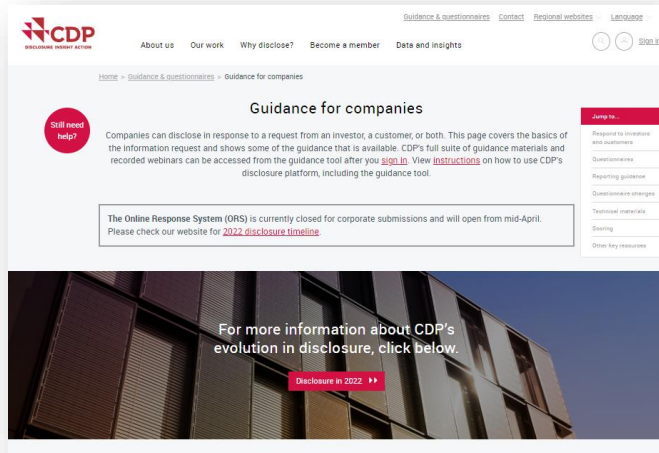 Guidance & questionnaires Contact Regional websites Language
CDP
DISCLOSURE INSIGHT ACTION
About us Our work Why disclose? Become a member Data and insights
Sign in
Home » Guidance & questionnaires » Guidance for companies
Still need
help?
Guidance for companies
Companies can disclose in response to a request from an investor, a customer, or both. This page covers the basics of
the information request and shows some of the guidance that is available. CDP's full suite of guidance materials and
recorded webinars can be accessed from the guidance tool after you sign in. View instructions on how to use CDP's
disclosure platform, including the guidance tool.
The Online Response System (ORS) is currently closed for corporate submissions and will open from mid-April.
Please check our website for 2022 disclosure timeline.
Jump to...
Respond to investors
and customers
Questionnaires
Reporting guidance
Questionnaire changes
Technical materials
Scoring
Other key resources
For more information about CDP's
evolution in disclosure, click below.
Disclosure in 2022